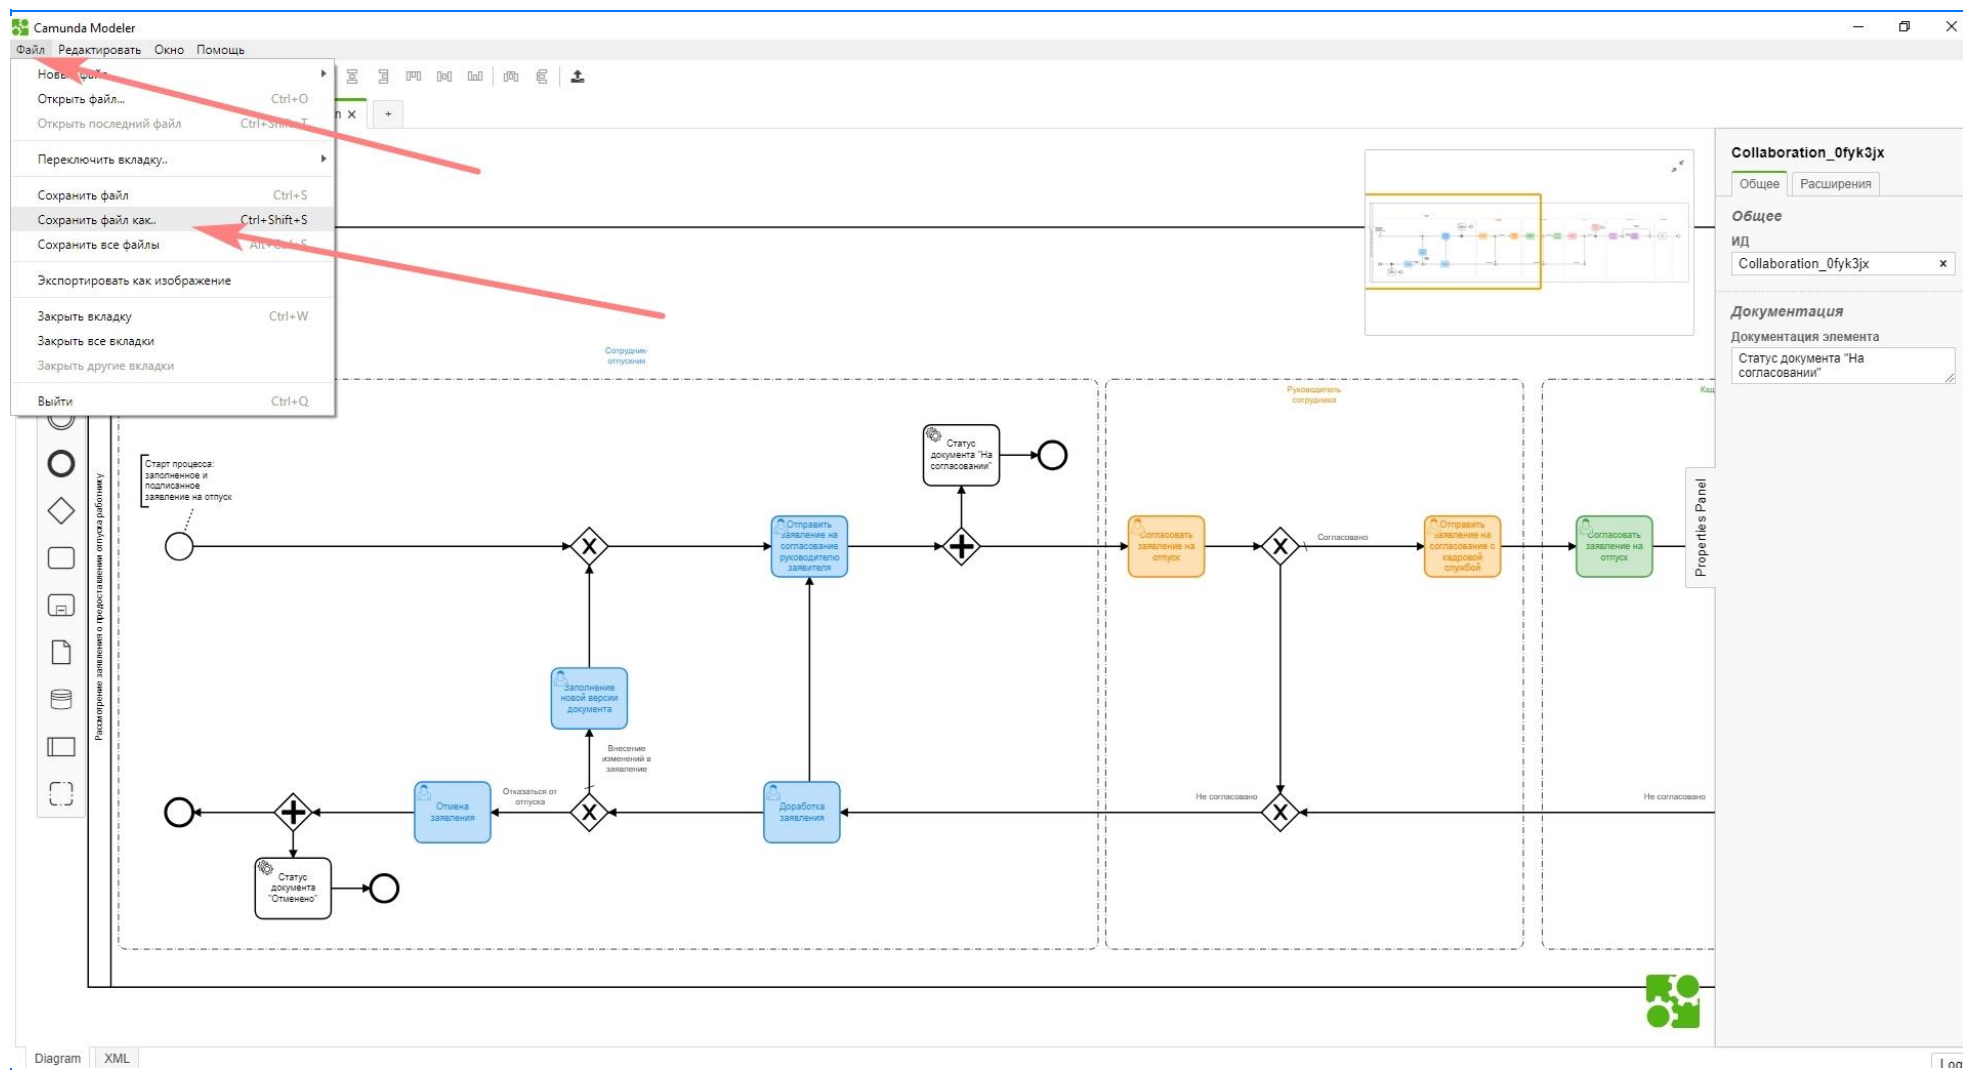 Camunda Modeler
Файл Редактировать Окно Помощь
Открыть файл... Ctrl+O
Открыть последний файл Ctrl+Shift+T
Переключить вкладку..
Сохранить файл Ctrl+S
Сохранить файл как.. Ctrl+Shift+S
Сохранить все файлы
Экспортировать как изображение
Закрыть вкладку Ctrl+W
Закрыть все вкладки
Закрыть другие вкладки
Выйти Ctrl+Q
n
+
Collaboration_0fyk3jx
Общее Расширения
Общее
ИД
Collaboration_0fyk3jx
Документация
Документация элемента
Статус документа "На
согласовании"
Properties Panel
Сотрудник-
отпускник
Руководитель
сотрудника
Кад
Рассмотрение заявления о предоставлении отпуска работнику
Старт процесса:
заполненное и
подписанное
заявление на отпуск
Статус
документа "На
согласовании"
Отправить
заявление на
согласование
руководителю
заявителя
Согласовать
заявление на
отпуск
Согласовано
Отправить
заявление на
согласование с
кадровой
службой
Согласовать
заявление на
отпуск
Заполнение
новой версии
документа
Внесение
изменений в
заявление
Отмена
заявления
Отказаться от
отпуска
Доработка
заявления
Не согласовано
Не согласовано
Статус
документа
"Отменено"
Diagram XML
Log